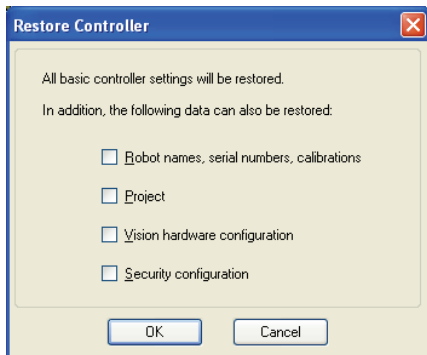 Restore Controller
All basic controller settings will be restored.
In addition, the following data can also be restored:
Robot names, serial numbers, calibrations
Project
Vision hardware configuration
Security configuration
OK
Cancel